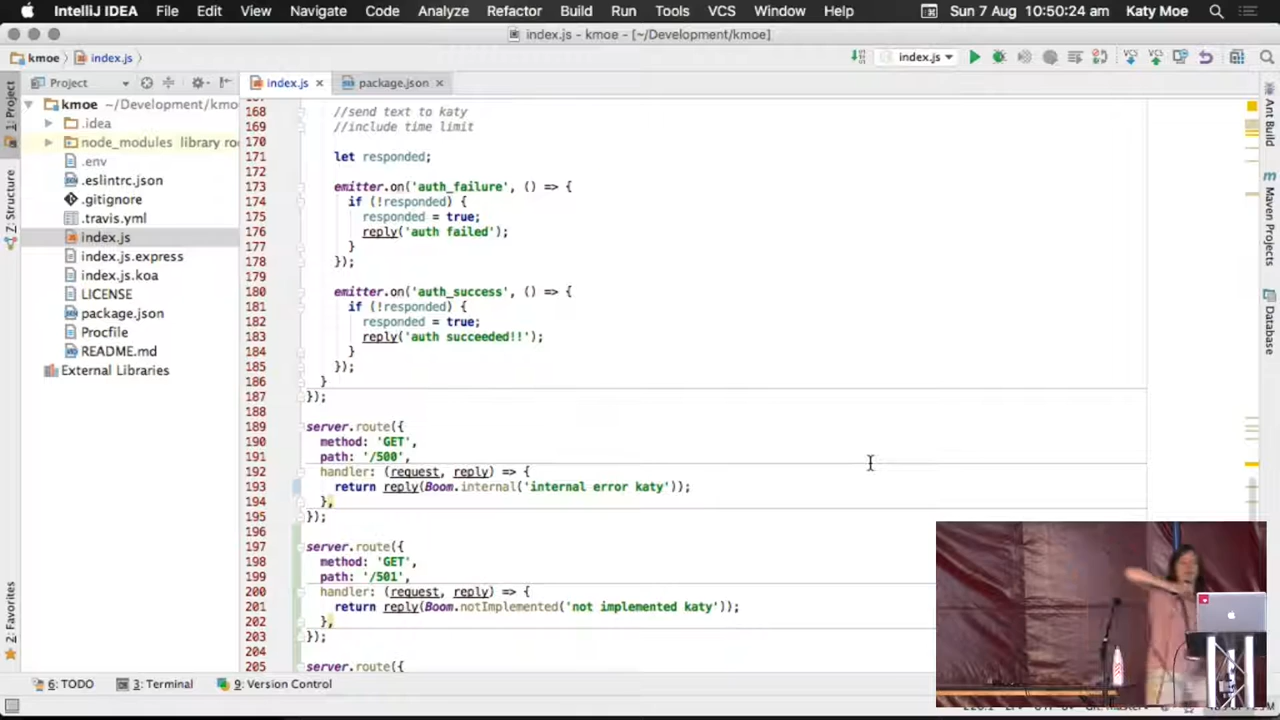 IntelliJ IDEA File Edit View Navigate Code Analyze Refactor Build Run Tools VCS Window Help Sun 7 Aug 10:50:24 am Katy Moe
index.js - kmoe - [~/Development/kmoe]
kmoe index.js index.js
Project index.js package.json
1: Project
Z: Structure
2: Favorites
kmoe ~/Development/kmo
.idea
node_modules library ro
.env
.eslintrc.json
.gitignore
.travis.yml
index.js
index.js.express
index.js.koa
LICENSE
package.json
Procfile
README.md
External Libraries
168 //send text to katy
169 //include time limit
170
171 let responded;
172
173 emitter.on('auth_failure', () => {
174 if (!responded) {
175 responded = true;
176 reply('auth failed');
177 }
178 });
179
180 emitter.on('auth_success', () => {
181 if (!responded) {
182 responded = true;
183 reply('auth succeeded!!');
184 }
185 });
186 }
187 });
188
189 server.route({
190 method: 'GET',
191 path: '/500',
192 handler: (request, reply) => {
193 return reply(Boom.internal('internal error katy'));
194 },
195 });
196
197 server.route({
198 method: 'GET',
199 path: '/501',
200 handler: (request, reply) => {
201 return reply(Boom.notImplemented('not implemented katy'));
202 },
203 });
204
205 server.route({
Ant Build
Maven Projects
Database
6: TODO 3: Terminal 9: Version Control